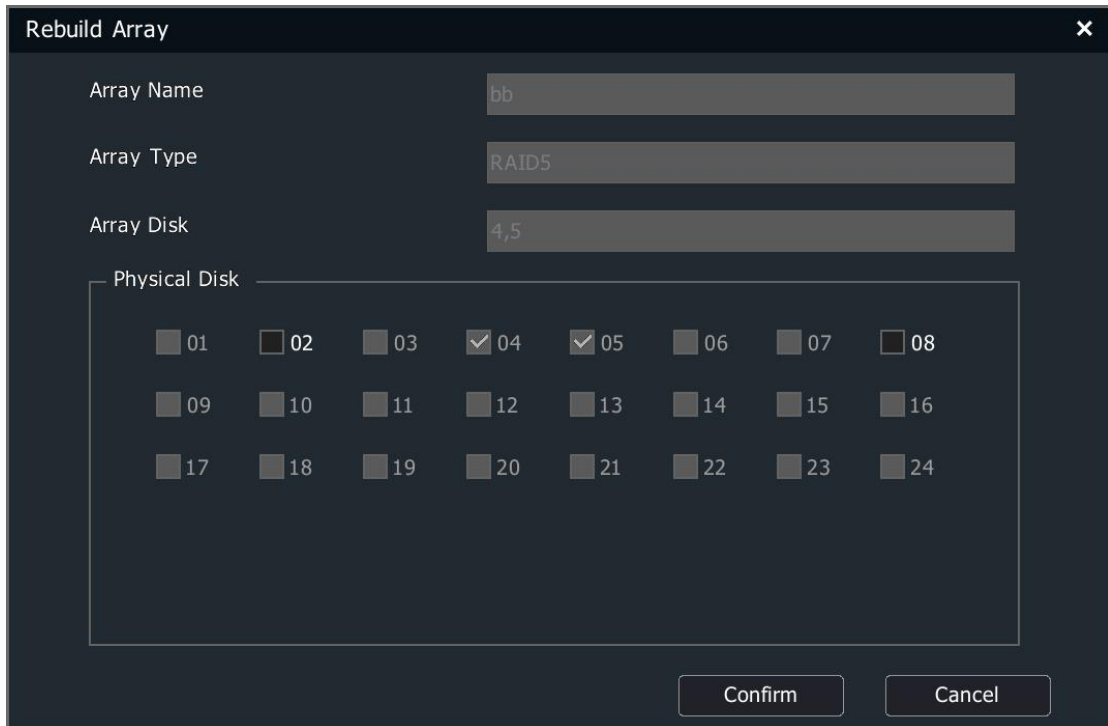 Rebuild Array
Array Name bb
Array Type RAID5
Array Disk 4,5
Physical Disk
01 02 03 04 05 06 07 08
09 10 11 12 13 14 15 16
17 18 19 20 21 22 23 24
Confirm Cancel